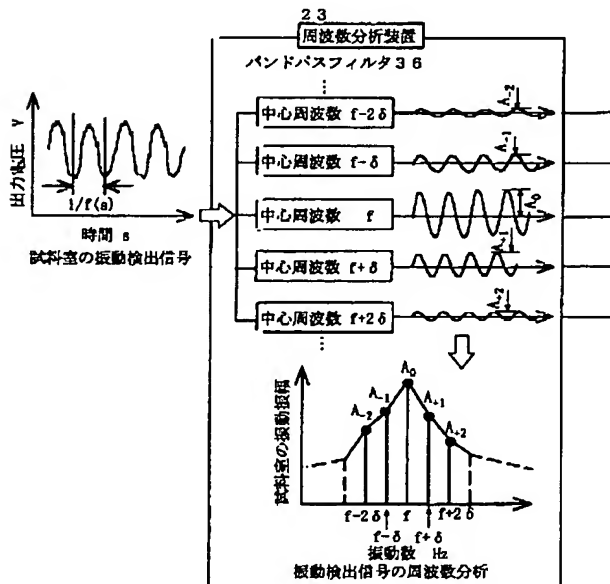 23
周波数分析装置
バンドパスフィルタ36
⋮
中心周波数 f-2δ
A-2
中心周波数 f-δ
A-1
中心周波数 f
A0
中心周波数 f+δ
A+1
中心周波数 f+2δ
A+2
⋮
出力電圧 V
1/f(s)
時間 s
試料室の振動検出信号
試料室の振動振幅
A-2
A-1
A0
A+1
A+2
f-2δ
f
f+2δ
f-δ
f+δ
振動数 Hz
振動検出信号の周波数分析